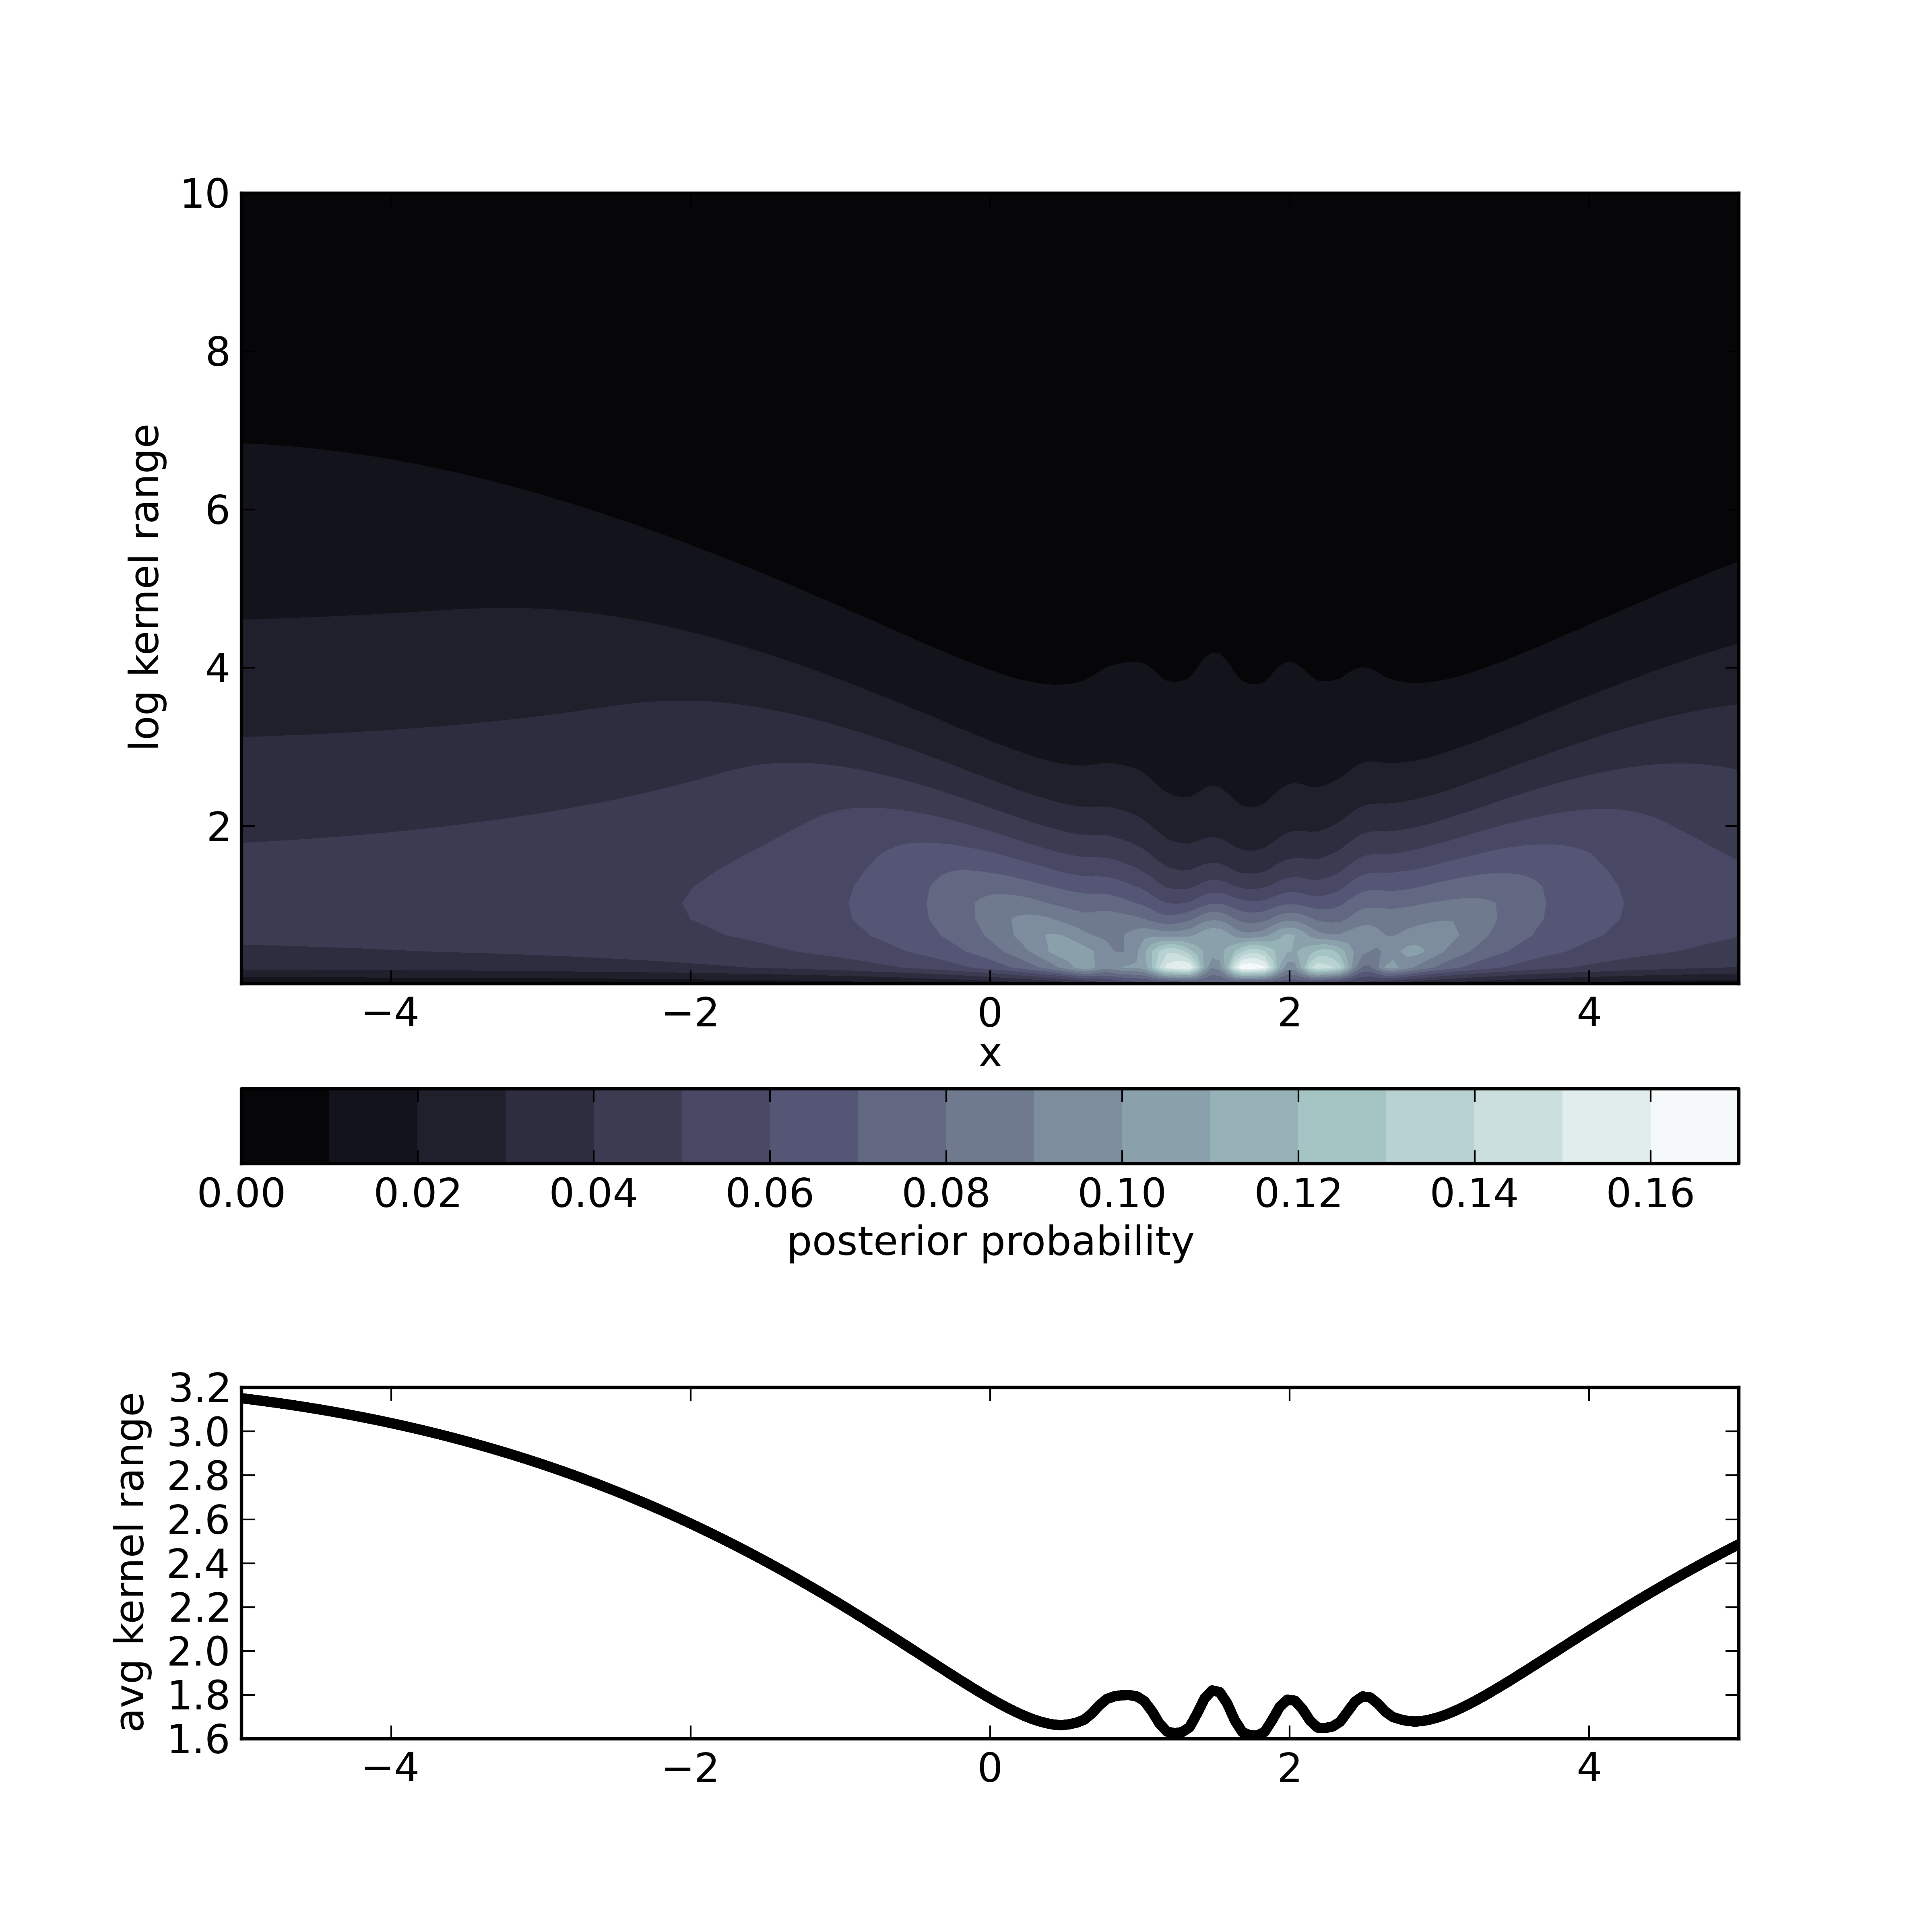 10
8
6
4
2
log kernel range
−4 −2 0 2 4
x
0.00 0.02 0.04 0.06 0.08 0.10 0.12 0.14 0.16
posterior probability
3.2
3.0
2.8
2.6
2.4
2.2
2.0
1.8
1.6
avg kernel range
−4 −2 0 2 4